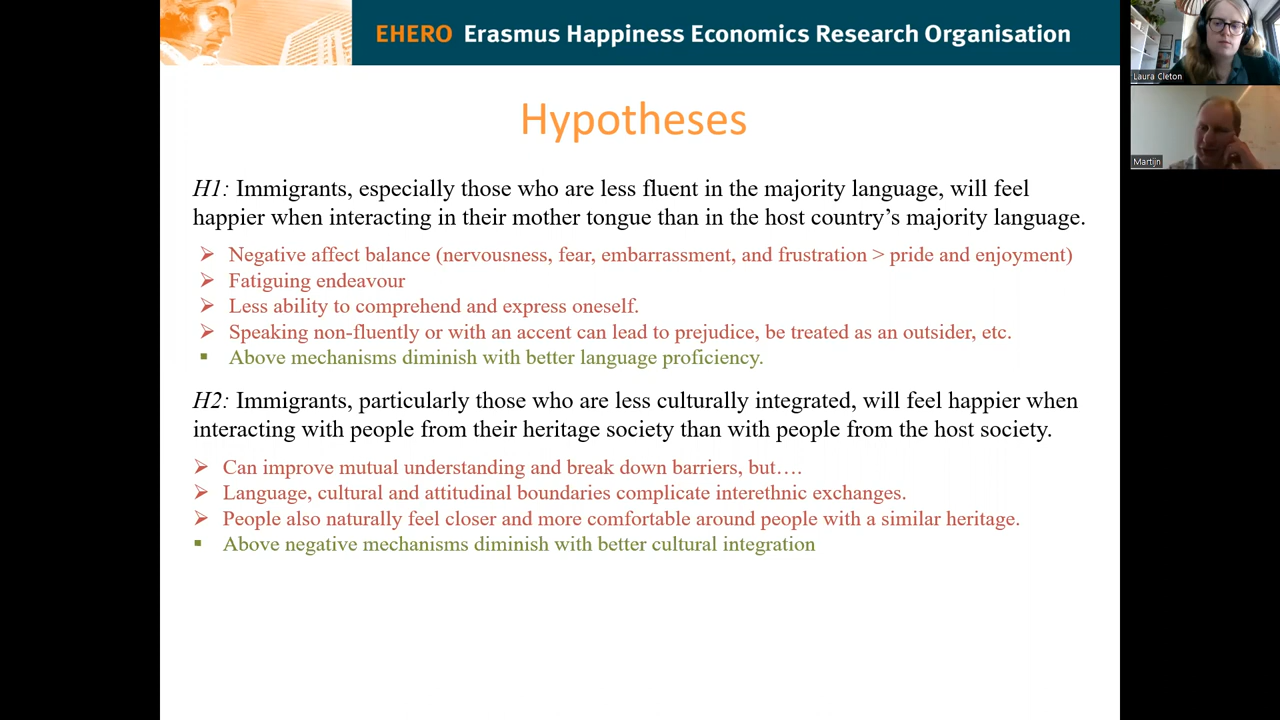 EHERO Erasmus Happiness Economics Research Organisation
Laura Cleton
Martijn
Hypotheses
H1: Immigrants, especially those who are less fluent in the majority language, will feel
happier when interacting in their mother tongue than in the host country’s majority language.
➢ Negative affect balance (nervousness, fear, embarrassment, and frustration > pride and enjoyment)
➢ Fatiguing endeavour
➢ Less ability to comprehend and express oneself.
➢ Speaking non-fluently or with an accent can lead to prejudice, be treated as an outsider, etc.
▪ Above mechanisms diminish with better language proficiency.
H2: Immigrants, particularly those who are less culturally integrated, will feel happier when
interacting with people from their heritage society than with people from the host society.
➢ Can improve mutual understanding and break down barriers, but….
➢ Language, cultural and attitudinal boundaries complicate interethnic exchanges.
➢ People also naturally feel closer and more comfortable around people with a similar heritage.
▪ Above negative mechanisms diminish with better cultural integration